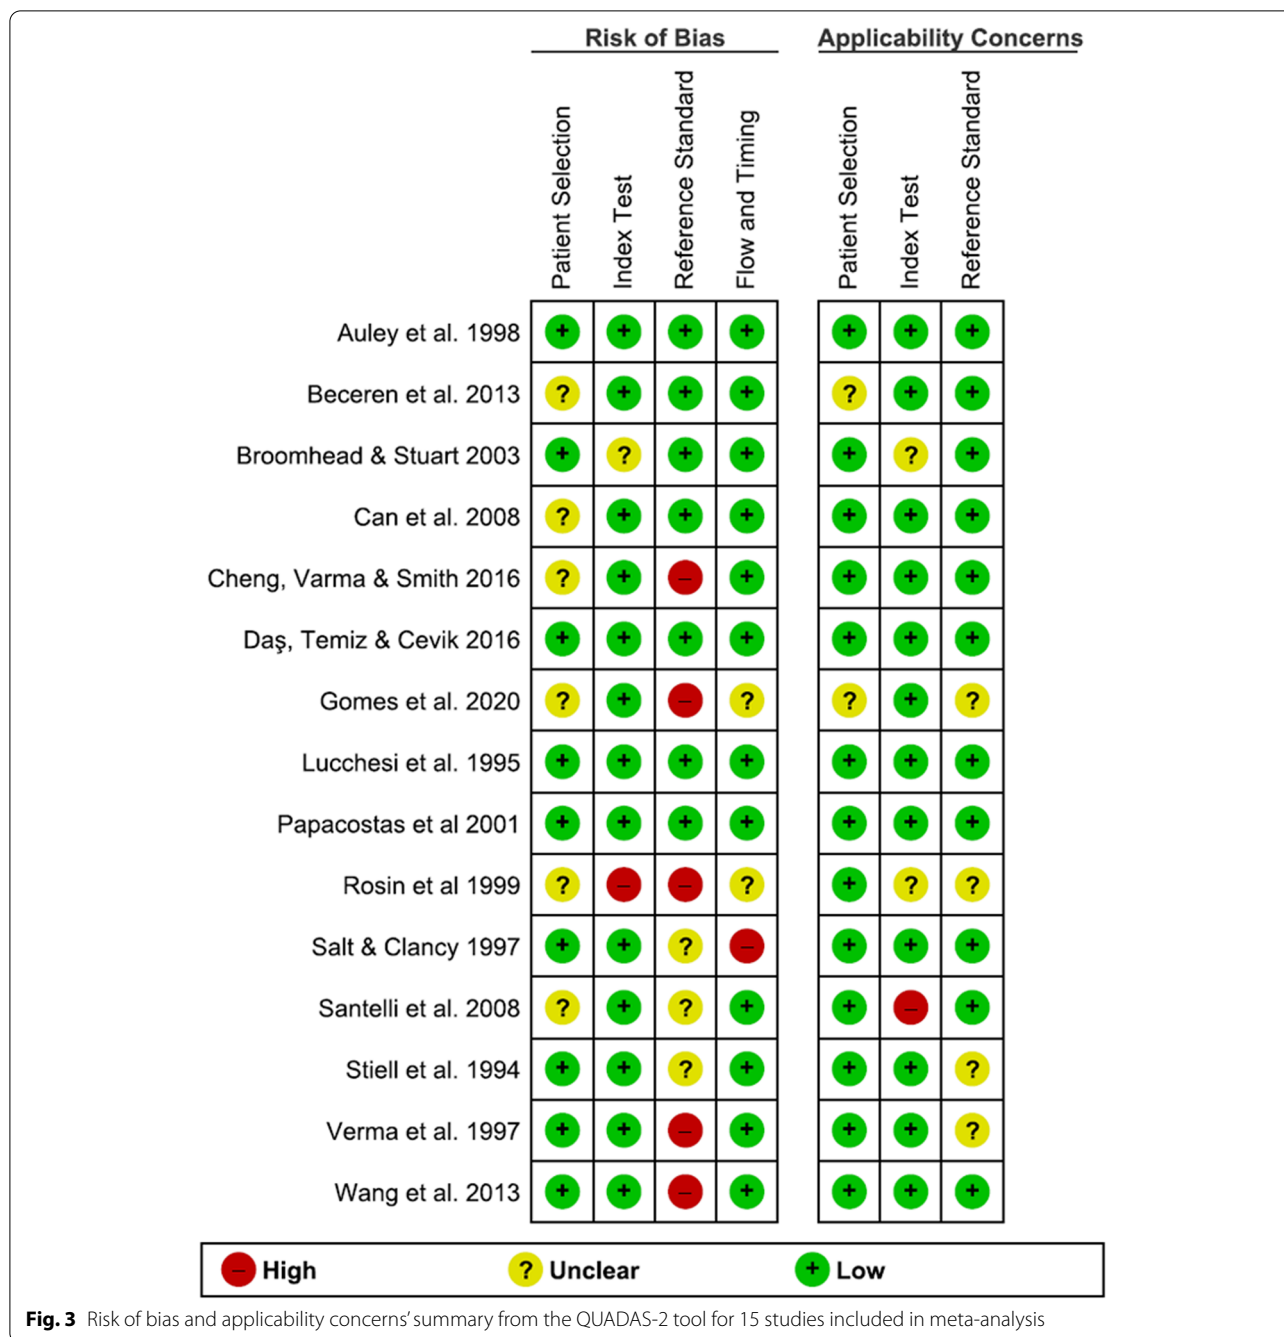 Risk of Bias Applicability Concerns
Patient Selection Index Test Reference Standard Flow and Timing Patient Selection Index Test Reference Standard
Auley et al. 1998 + + + + + + +
Beceren et al. 2013 ? + + + ? + +
Broomhead & Stuart 2003 + ? + + + ? +
Can et al. 2008 ? + + + + + +
Cheng, Varma & Smith 2016 ? + – + + + +
Daş, Temiz & Cevik 2016 + + + + + + +
Gomes et al. 2020 ? + – ? ? + ?
Lucchesi et al. 1995 + + + + + + +
Papacostas et al 2001 + + + + + + +
Rosin et al 1999 ? – – ? + ? ?
Salt & Clancy 1997 + + ? – + + +
Santelli et al. 2008 ? + ? + + – +
Stiell et al. 1994 + + ? + + + ?
Verma et al. 1997 + + – + + + ?
Wang et al. 2013 + + – + + + +
– High ? Unclear + Low
Fig. 3 Risk of bias and applicability concerns' summary from the QUADAS-2 tool for 15 studies included in meta-analysis